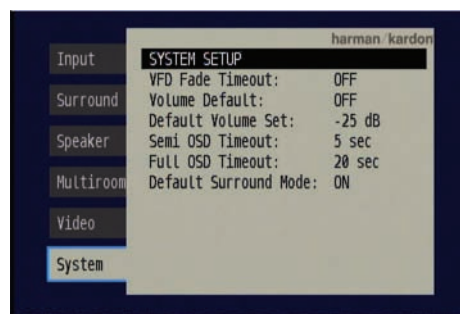 harman/kardon
Input
Surround
Speaker
Multiroom
Video
System
SYSTEM SETUP
VFD Fade Timeout: OFF
Volume Default: OFF
Default Volume Set: -25 dB
Semi OSD Timeout: 5 sec
Full OSD Timeout: 20 sec
Default Surround Mode: ON